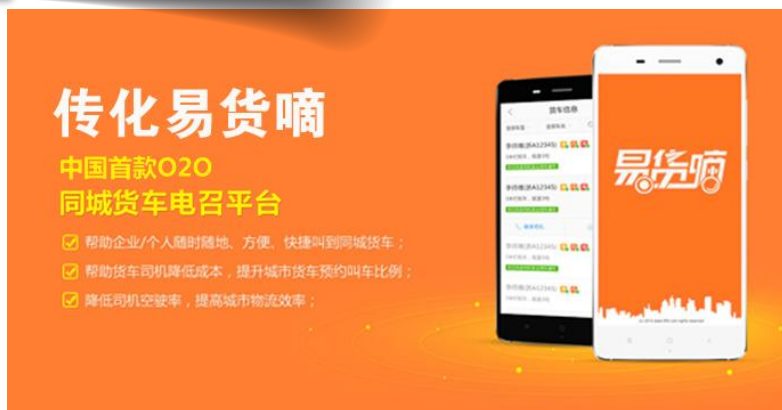 传化易货嘀
中国首款O2O
同城货车电召平台
帮助企业/个人随时随地、方便、快捷叫到同城货车；
帮助货车司机降低成本，提升城市货车预约叫车比例；
降低司机空驶率，提高城市物流效率；
货车信息
易货嘀